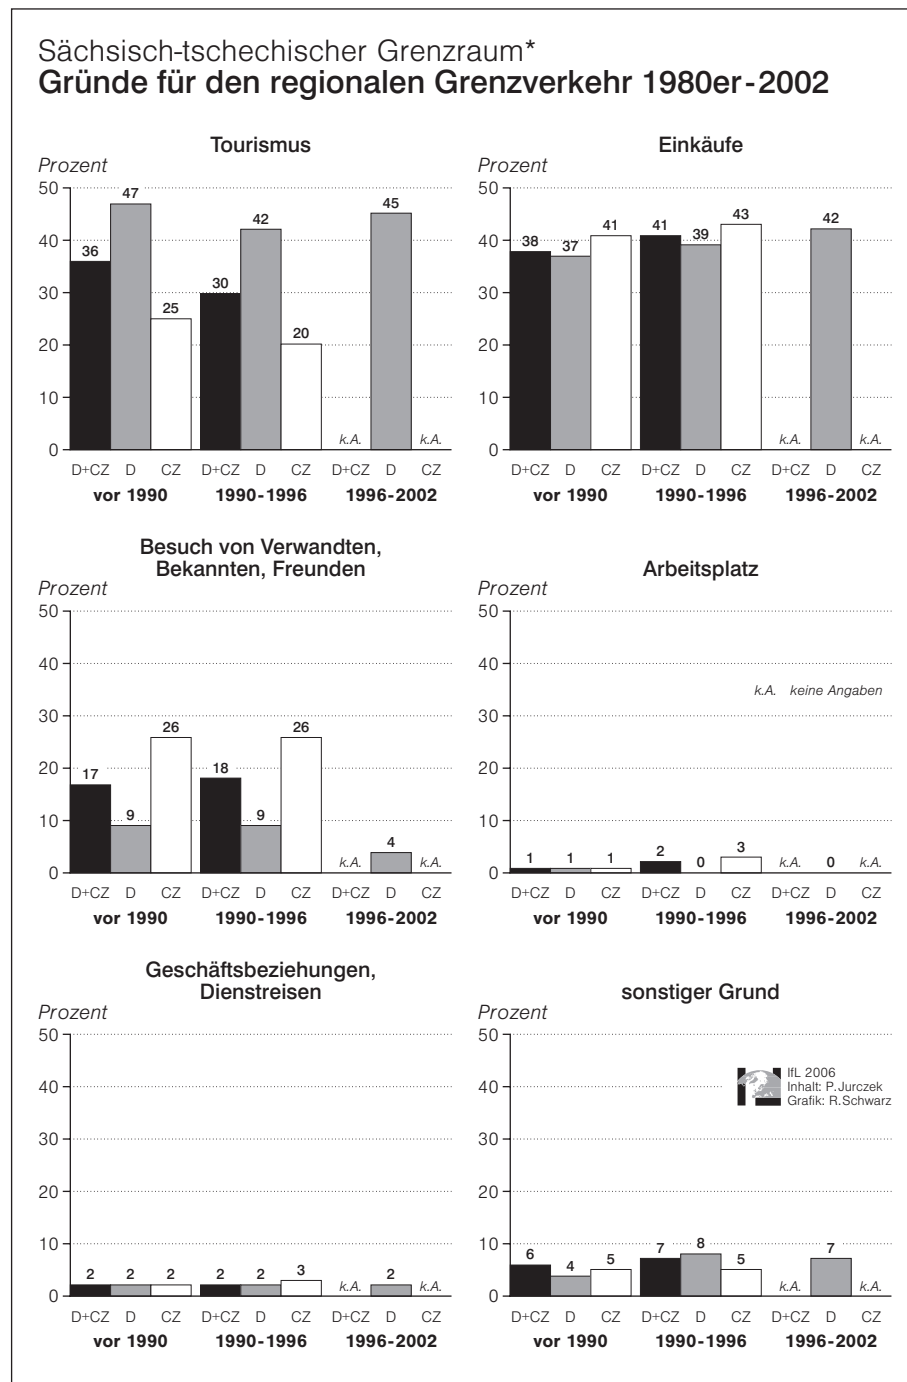 Sächsisch-tschechischer Grenzraum*
Gründe für den regionalen Grenzverkehr 1980er-2002
Tourismus
Prozent
50
40
30
20
10
0
36
47
25
30
42
20
k.A.
45
k.A.
D+CZ D CZ D+CZ D CZ D+CZ D CZ
vor 1990 1990-1996 1996-2002
Einkäufe
Prozent
50
40
30
20
10
0
38
37
41
41
39
43
k.A.
42
k.A.
D+CZ D CZ D+CZ D CZ D+CZ D CZ
vor 1990 1990-1996 1996-2002
Besuch von Verwandten,
Bekannten, Freunden
Prozent
50
40
30
20
10
0
17
9
26
18
9
26
k.A.
4
k.A.
D+CZ D CZ D+CZ D CZ D+CZ D CZ
vor 1990 1990-1996 1996-2002
Arbeitsplatz
Prozent
50
40
30
20
10
0
k.A. keine Angaben
1
1
1
2
0
3
k.A.
0
k.A.
D+CZ D CZ D+CZ D CZ D+CZ D CZ
vor 1990 1990-1996 1996-2002
Geschäftsbeziehungen,
Dienstreisen
Prozent
50
40
30
20
10
0
2
2
2
2
2
3
k.A.
2
k.A.
D+CZ D CZ D+CZ D CZ D+CZ D CZ
vor 1990 1990-1996 1996-2002
sonstiger Grund
Prozent
50
40
30
20
10
0
IfL 2006
Inhalt: P.Jurczek
Grafik: R.Schwarz
6
4
5
7
8
5
k.A.
7
k.A.
D+CZ D CZ D+CZ D CZ D+CZ D CZ
vor 1990 1990-1996 1996-2002